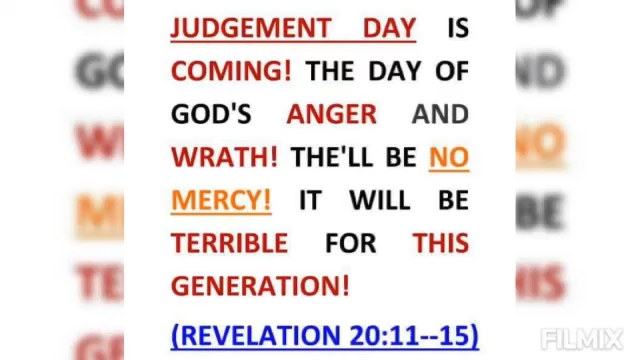 JUDGEMENT DAY IS
COMING! THE DAY OF
GOD'S ANGER AND
WRATH! THE'LL BE NO
MERCY! IT WILL BE
TERRIBLE FOR THIS
GENERATION!
(REVELATION 20:11--15)
FILMIX